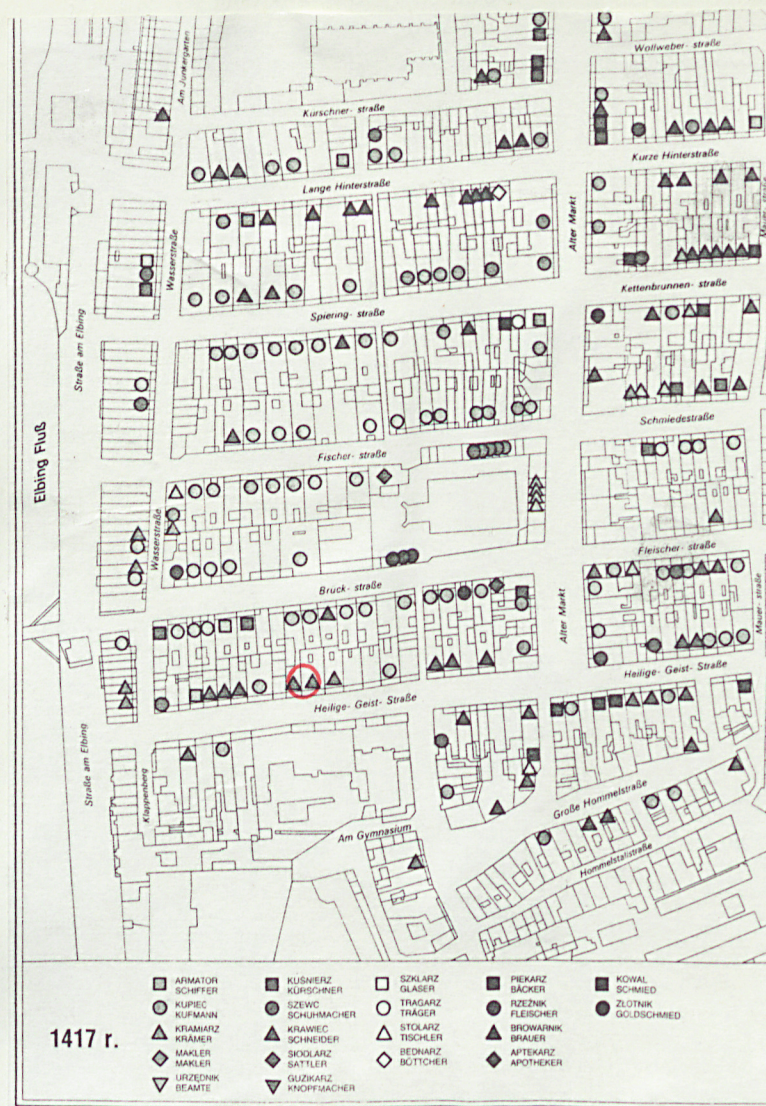 Am Junkergarten
Wollweber- straße
Kurschner- straße
Kurze Hinterstraße
Lange Hinterstraße
Alter Markt
Mauer- straße
Wasserstraße
Kettenbrunnen- straße
Spiering- straße
Straße am Elbing
Schmiedestraße
Elbing Fluß
Fischer- straße
Wasserstraße
Fleischer- straße
Bruck- straße
Alter Markt
Mauer- straße
Heilige- Geist- Straße
Heilige- Geist- Straße
Straße am Elbing
Klappenberg
Große Hommelstraße
Am Gymnasium
Hommelstallstraße
1417 r.
ARMATOR
SCHIFFER
KUPIEC
KUFMANN
KRAMIARZ
KRÄMER
MAKLER
MAKLER
URZĘDNIK
BEAMTE
KUŚNIERZ
KÜRSCHNER
SZEWC
SCHUHMACHER
KRAWIEC
SCHNEIDER
SIODLARZ
SATTLER
GUZIKARZ
KNOPFMACHER
SZKLARZ
GLASER
TRAGARZ
TRÄGER
STOLARZ
TISCHLER
BEDNARZ
BÖTTCHER
PIEKARZ
BÄCKER
RZEŹNIK
FLEISCHER
BROWARNIK
BRAUER
APTEKARZ
APOTHEKER
KOWAL
SCHMIED
ZŁOTNIK
GOLDSCHMIED